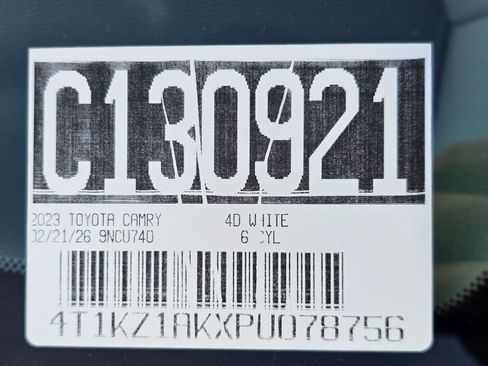 C130921
2023 TOYOTA CAMRY 4D WHITE
02/21/26 9NCU740 6 CYL
4T1KZ1AKXPU078756